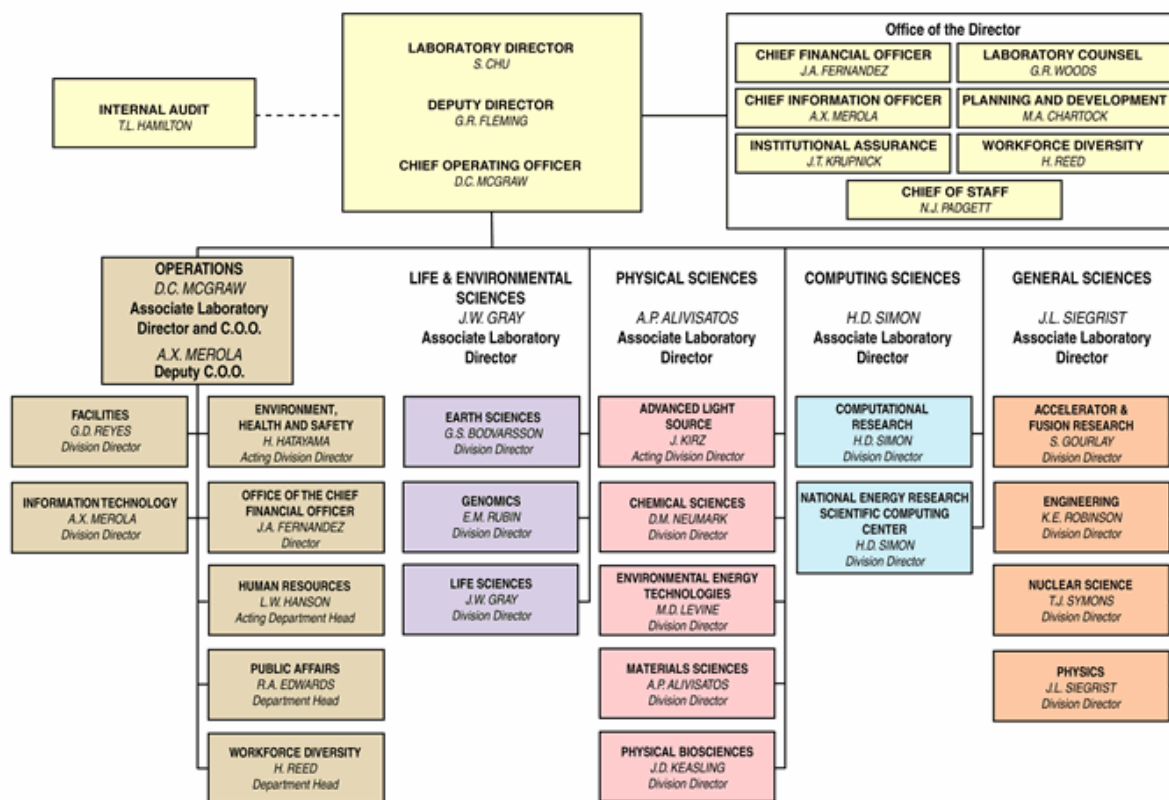 LABORATORY DIRECTOR
S. CHU
DEPUTY DIRECTOR
G.R. FLEMING
CHIEF OPERATING OFFICER
D.C. MCGRAW
INTERNAL AUDIT
T.L. HAMILTON
Office of the Director
CHIEF FINANCIAL OFFICER
J.A. FERNANDEZ
LABORATORY COUNSEL
G.R. WOODS
CHIEF INFORMATION OFFICER
A.X. MEROLA
PLANNING AND DEVELOPMENT
M.A. CHARTOCK
INSTITUTIONAL ASSURANCE
J.T. KRUPNICK
WORKFORCE DIVERSITY
H. REED
CHIEF OF STAFF
N.J. PADGETT
OPERATIONS
D.C. MCGRAW
Associate Laboratory
Director and C.O.O.
A.X. MEROLA
Deputy C.O.O.
FACILITIES
G.D. REYES
Division Director
INFORMATION TECHNOLOGY
A.X. MEROLA
Division Director
ENVIRONMENT,
HEALTH AND SAFETY
H. HATAYAMA
Acting Division Director
OFFICE OF THE CHIEF
FINANCIAL OFFICER
J.A. FERNANDEZ
Director
HUMAN RESOURCES
L.W. HANSON
Acting Department Head
PUBLIC AFFAIRS
R.A. EDWARDS
Department Head
WORKFORCE DIVERSITY
H. REED
Department Head
LIFE & ENVIRONMENTAL
SCIENCES
J.W. GRAY
Associate Laboratory
Director
EARTH SCIENCES
G.S. BODVARSSON
Division Director
GENOMICS
E.M. RUBIN
Division Director
LIFE SCIENCES
J.W. GRAY
Division Director
PHYSICAL SCIENCES
A.P. ALIVISATOS
Associate Laboratory
Director
ADVANCED LIGHT
SOURCE
J. KIRZ
Acting Division Director
CHEMICAL SCIENCES
D.M. NEUMARK
Division Director
ENVIRONMENTAL ENERGY
TECHNOLOGIES
M.D. LEVINE
Division Director
MATERIALS SCIENCES
A.P. ALIVISATOS
Division Director
PHYSICAL BIOSCIENCES
J.D. KEASLING
Division Director
COMPUTING SCIENCES
H.D. SIMON
Associate Laboratory
Director
COMPUTATIONAL
RESEARCH
H.D. SIMON
Division Director
NATIONAL ENERGY RESEARCH
SCIENTIFIC COMPUTING
CENTER
H.D. SIMON
Division Director
GENERAL SCIENCES
J.L. SIEGRIST
Associate Laboratory
Director
ACCELERATOR &
FUSION RESEARCH
S. GOURLAY
Division Director
ENGINEERING
K.E. ROBINSON
Division Director
NUCLEAR SCIENCE
T.J. SYMONS
Division Director
PHYSICS
J.L. SIEGRIST
Division Director